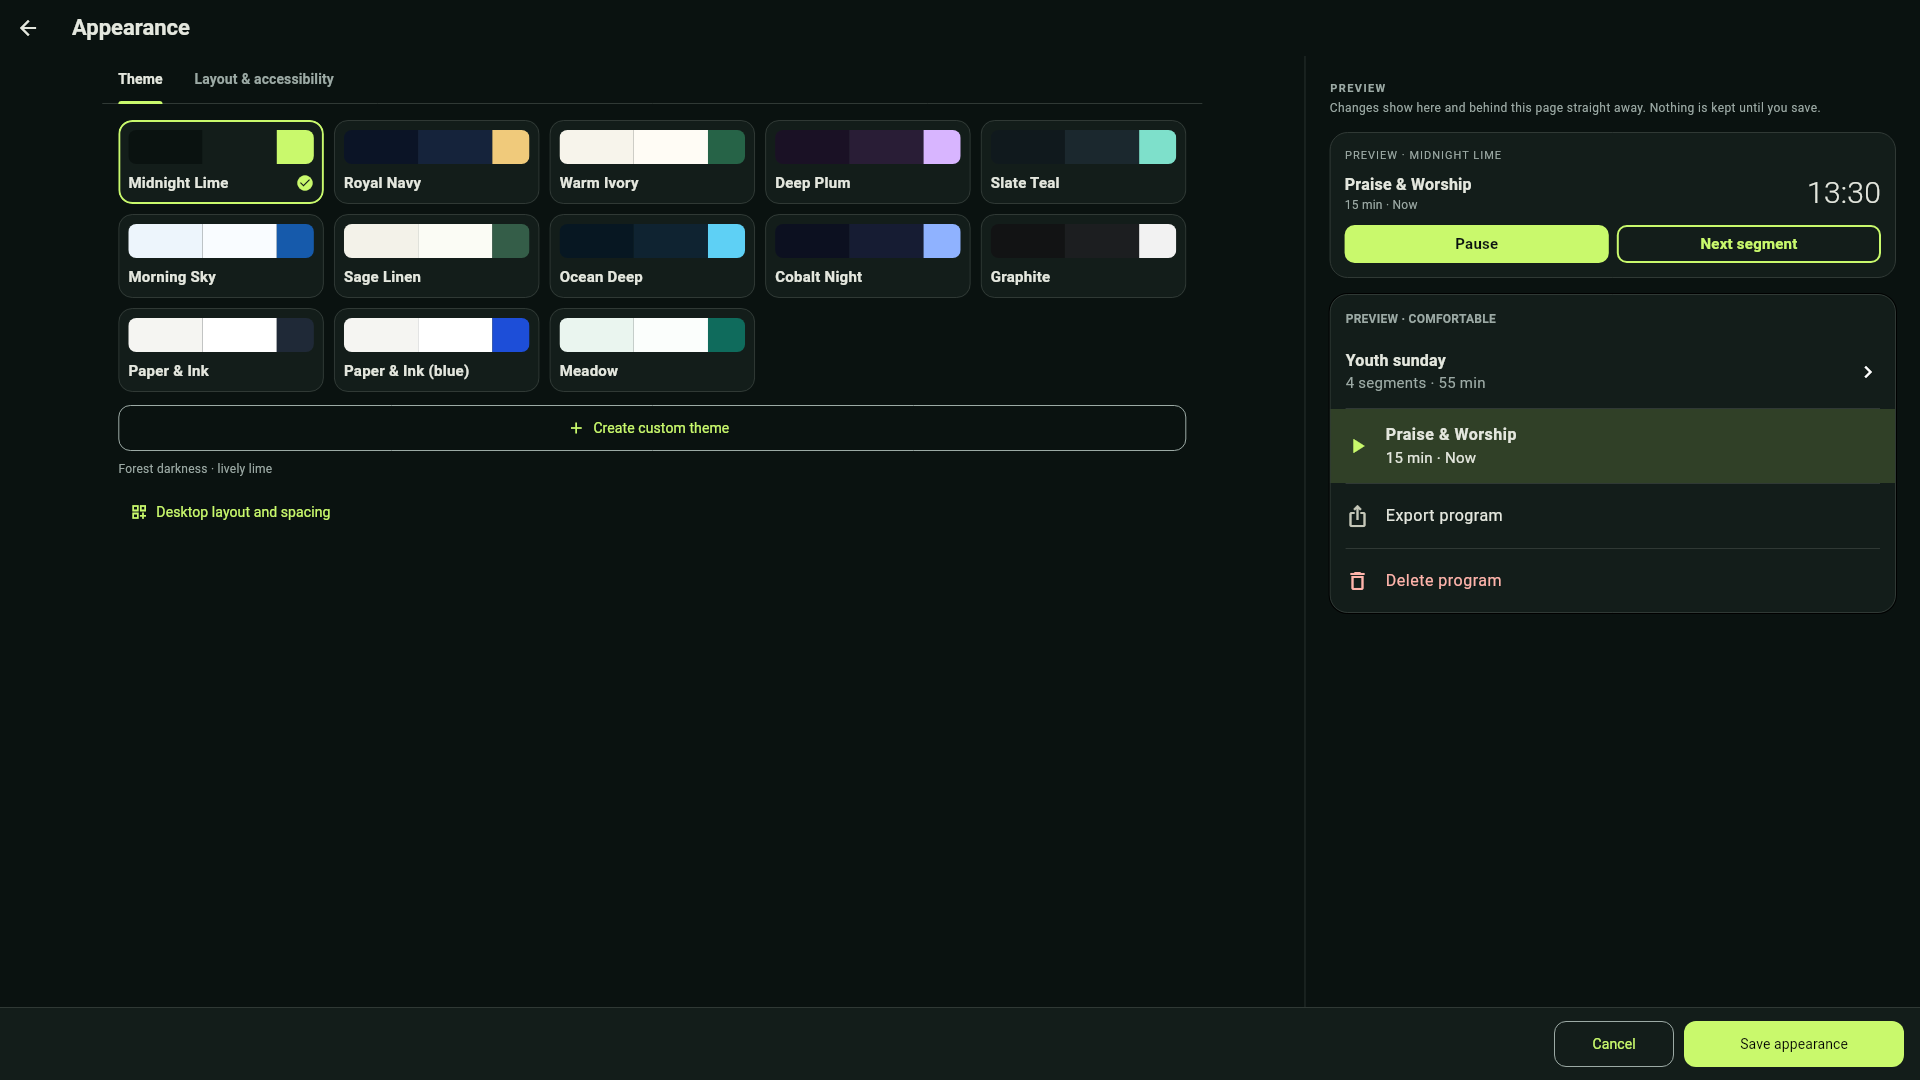 Appearance
Theme
Layout & accessibility
Midnight Lime
Royal Navy
Warm Ivory
Deep Plum
Slate Teal
Morning Sky
Sage Linen
Ocean Deep
Cobalt Night
Graphite
Paper & Ink
Paper & Ink (blue)
Meadow
Create custom theme
Forest darkness · lively lime
Desktop layout and spacing
PREVIEW
Changes show here and behind this page straight away. Nothing is kept until you save.
PREVIEW · MIDNIGHT LIME
Praise & Worship
15 min · Now
13:30
Pause
Next segment
PREVIEW · COMFORTABLE
Youth sunday
4 segments · 55 min
Praise & Worship
15 min · Now
Export program
Delete program
Cancel
Save appearance